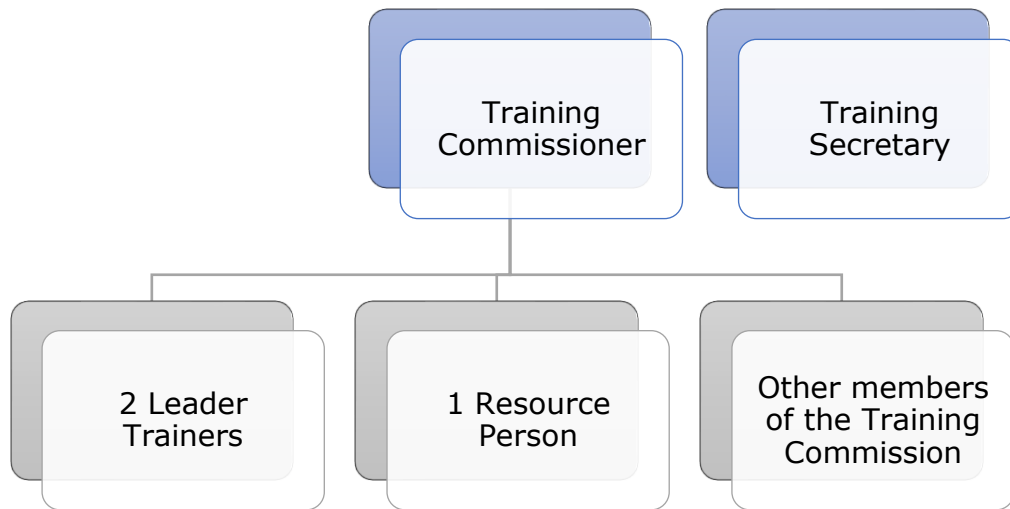 Training
Commissioner
Training
Secretary
2 Leader
Trainers
1 Resource
Person
Other members
of the Training
Commission